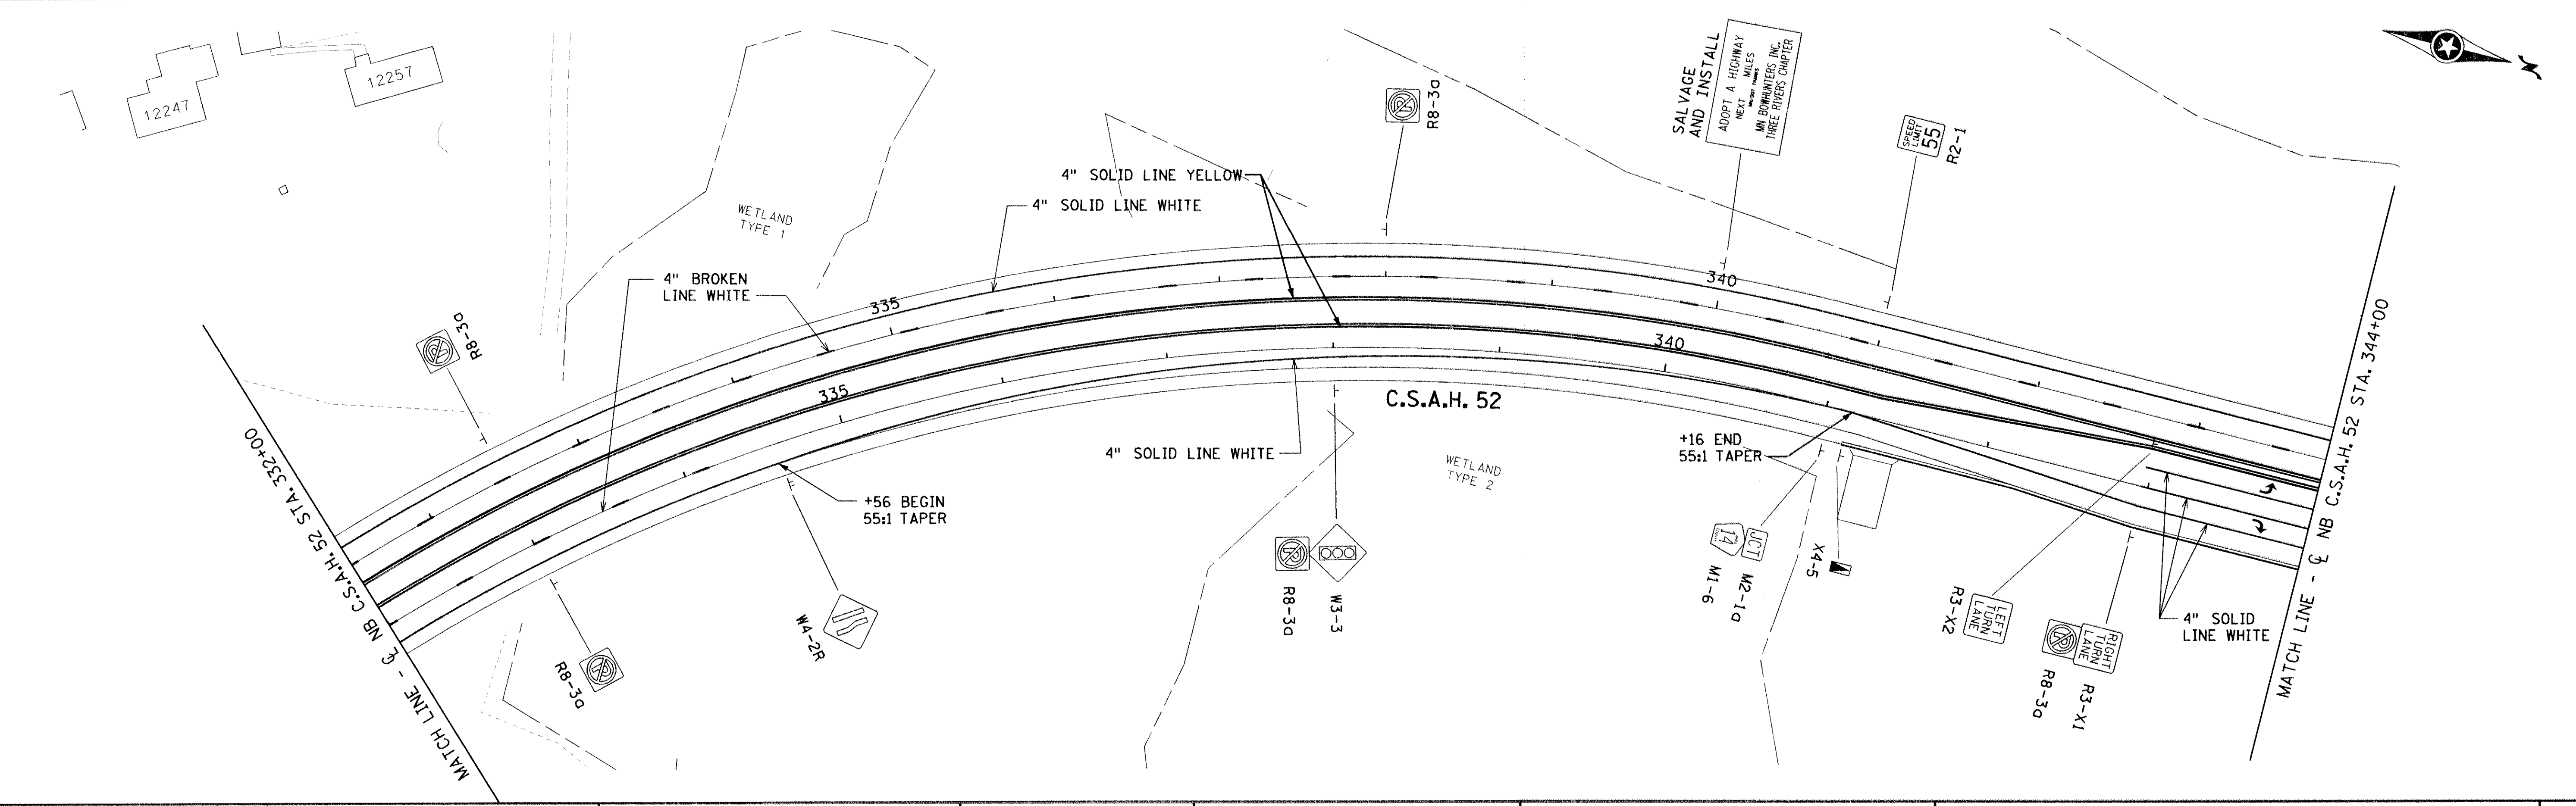 12247
12257
WETLAND
TYPE 1
4" SOLID LINE YELLOW
4" SOLID LINE WHITE
4" BROKEN
LINE WHITE
R8-3a
R8-3a
SALVAGE
AND INSTALL
ADOPT A HIGHWAY
NEXT MILES
MN BOWHUNTERS INC.
THREE RIVERS CHAPTER
SPEED
LIMIT
55
R2-1
N
335
340
335
340
C.S.A.H. 52
4" SOLID LINE WHITE
WETLAND
TYPE 2
+56 BEGIN
55:1 TAPER
+16 END
55:1 TAPER
MATCH LINE - ℄ NB C.S.A.H. 52 STA. 332+00
R8-3a
W4-2R
R8-3a
W3-3
14
JCT
M1-6
M2-1a
X4-5
LEFT
TURN
LANE
R3-X2
RIGHT
TURN
LANE
R8-3a
R3-X1
4" SOLID
LINE WHITE
MATCH LINE - ℄ NB C.S.A.H. 52 STA. 344+00